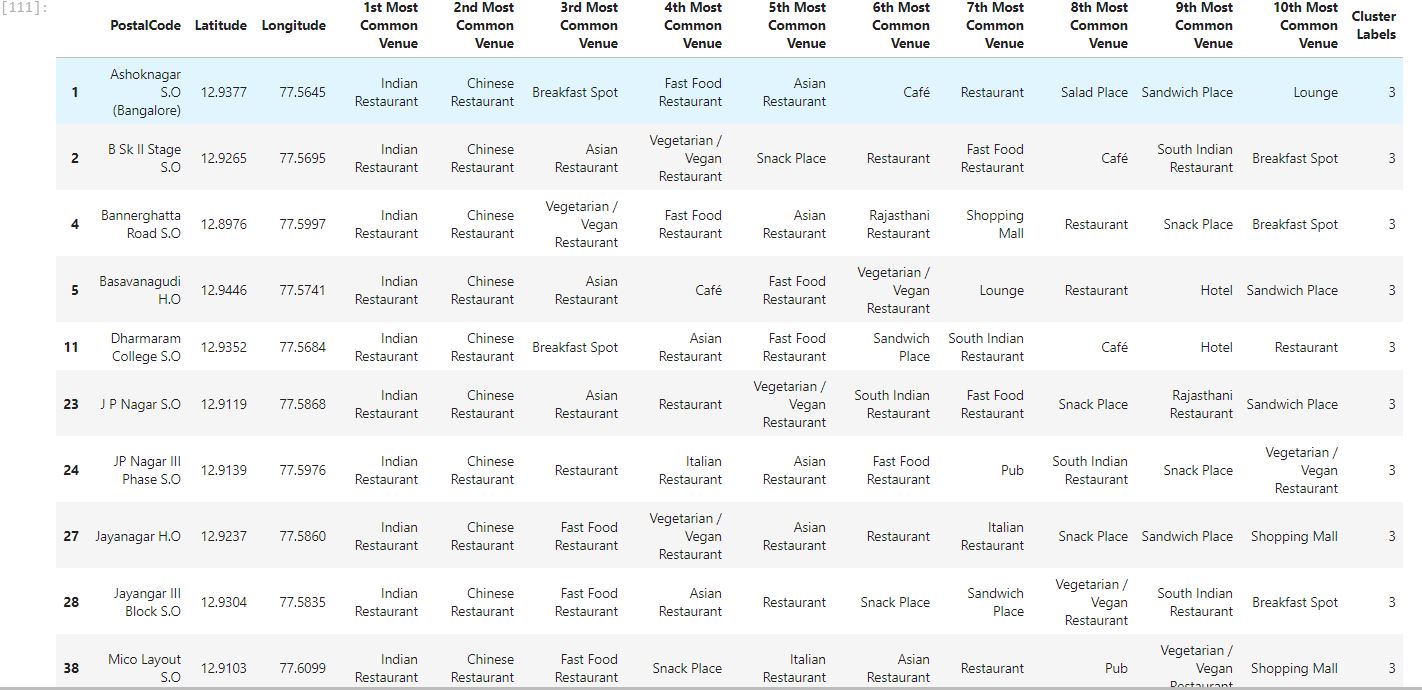 [111]:
PostalCode Latitude Longitude 1st Most Common Venue 2nd Most Common Venue 3rd Most Common Venue 4th Most Common Venue 5th Most Common Venue 6th Most Common Venue 7th Most Common Venue 8th Most Common Venue 9th Most Common Venue 10th Most Common Venue Cluster Labels
1 Ashoknagar S.O (Bangalore) 12.9377 77.5645 Indian Restaurant Chinese Restaurant Breakfast Spot Fast Food Restaurant Asian Restaurant Café Restaurant Salad Place Sandwich Place Lounge 3
2 B Sk II Stage S.O 12.9265 77.5695 Indian Restaurant Chinese Restaurant Asian Restaurant Vegetarian / Vegan Restaurant Snack Place Restaurant Fast Food Restaurant Café South Indian Restaurant Breakfast Spot 3
4 Bannerghatta Road S.O 12.8976 77.5997 Indian Restaurant Chinese Restaurant Vegetarian / Vegan Restaurant Fast Food Restaurant Asian Restaurant Rajasthani Restaurant Shopping Mall Restaurant Snack Place Breakfast Spot 3
5 Basavanagudi H.O 12.9446 77.5741 Indian Restaurant Chinese Restaurant Asian Restaurant Café Fast Food Restaurant Vegetarian / Vegan Restaurant Lounge Restaurant Hotel Sandwich Place 3
11 Dharmaram College S.O 12.9352 77.5684 Indian Restaurant Chinese Restaurant Breakfast Spot Asian Restaurant Fast Food Restaurant Sandwich Place South Indian Restaurant Café Hotel Restaurant 3
23 J P Nagar S.O 12.9119 77.5868 Indian Restaurant Chinese Restaurant Asian Restaurant Restaurant Vegetarian / Vegan Restaurant South Indian Restaurant Fast Food Restaurant Snack Place Rajasthani Restaurant Sandwich Place 3
24 JP Nagar III Phase S.O 12.9139 77.5976 Indian Restaurant Chinese Restaurant Restaurant Italian Restaurant Asian Restaurant Fast Food Restaurant Pub South Indian Restaurant Snack Place Vegetarian / Vegan Restaurant 3
27 Jayanagar H.O 12.9237 77.5860 Indian Restaurant Chinese Restaurant Fast Food Restaurant Vegetarian / Vegan Restaurant Asian Restaurant Restaurant Italian Restaurant Snack Place Sandwich Place Shopping Mall 3
28 Jayangar III Block S.O 12.9304 77.5835 Indian Restaurant Chinese Restaurant Fast Food Restaurant Asian Restaurant Restaurant Snack Place Sandwich Place Vegetarian / Vegan Restaurant South Indian Restaurant Breakfast Spot 3
38 Mico Layout S.O 12.9103 77.6099 Indian Restaurant Chinese Restaurant Fast Food Restaurant Snack Place Italian Restaurant Asian Restaurant Restaurant Pub Vegetarian / Vegan Restaurant Shopping Mall 3